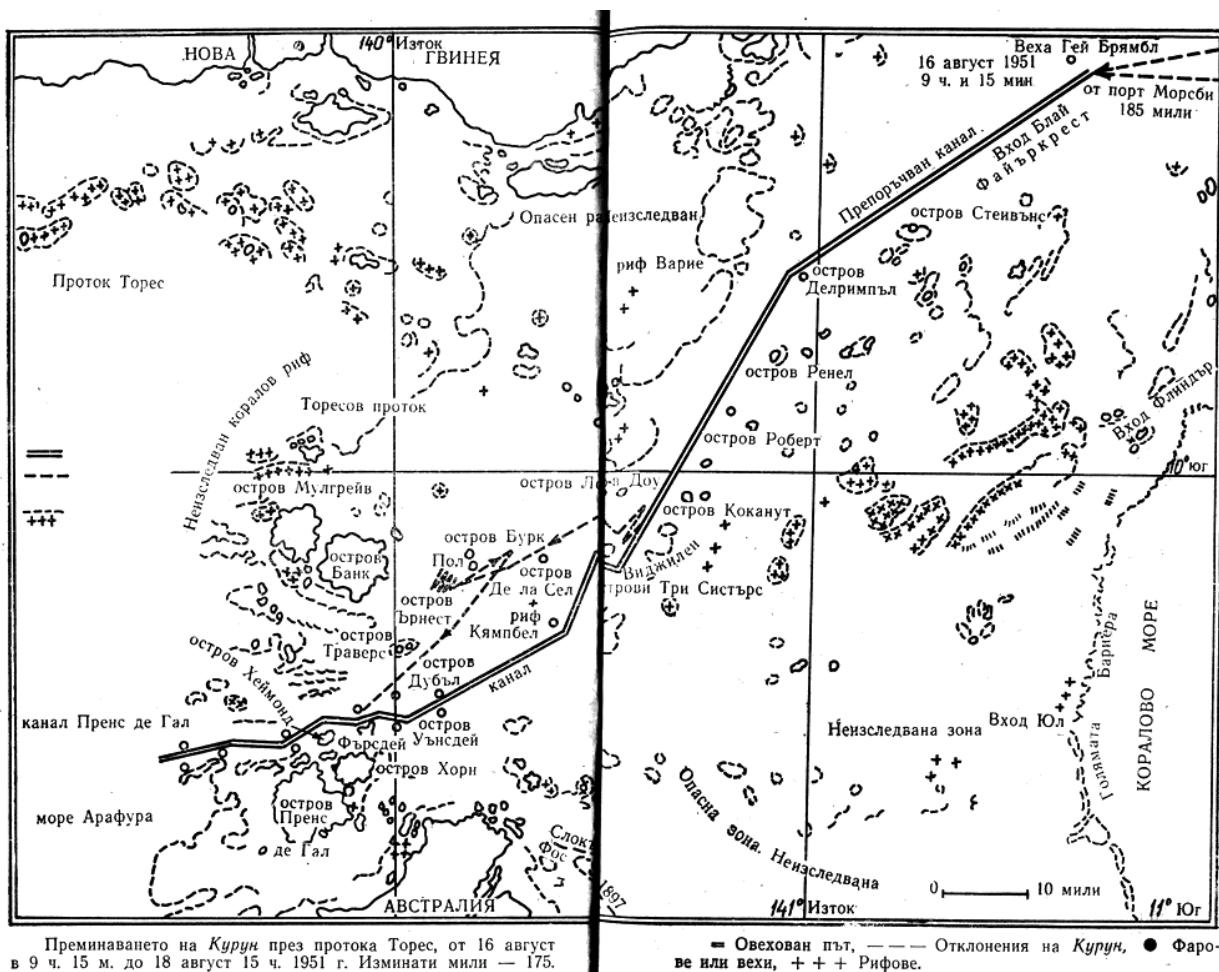 НОВА
140° Изток
ГВИНЕЯ
Веха Гей Брямбл
16 август 1951
9 ч. и 15 мин
от порт Морсби
185 мили
Препоръчван канал.
Вход Блай
Файъркрест
остров Стеивънс
Опасен
неизследван
риф Варие
Проток Торес
остров
Делримпъл
Неизследван коралов риф
Торесов проток
остров Ренел
остров Роберт
Вход Флиндър
10° юг
остров Мулгрейв
остров
Доу
остров Коканут
остров Бурк
Виджилен
остров
Банк
Пол
остров
Де ла Сел
Три Систърс
остров
Ърнест
риф
Кямпбел
остров
Траверс
остров Хеймонд
остров
Дубъл
канал
канал Пренс де Гал
остров
Уънсдей
Фърсдей
остров Хорн
остров
Пренс
де Гал
море Арафура
Неизследвана зона
Вход Юл
Голямата Бариера
КОРАЛОВО МОРЕ
Опасна зона. Неизследвана
Фос
1897
0 10 мили
АВСТРАЛИЯ
141° Изток
11° Юг
Преминаването на Курун през протока Торес, от 16 август
в 9 ч. 15 м. до 18 август 15 ч. 1951 г. Изминати мили — 175.
= Овехован път, — — — Отклонения на Курун, ● Фаро-
ве или вехи, + + + Рифове.